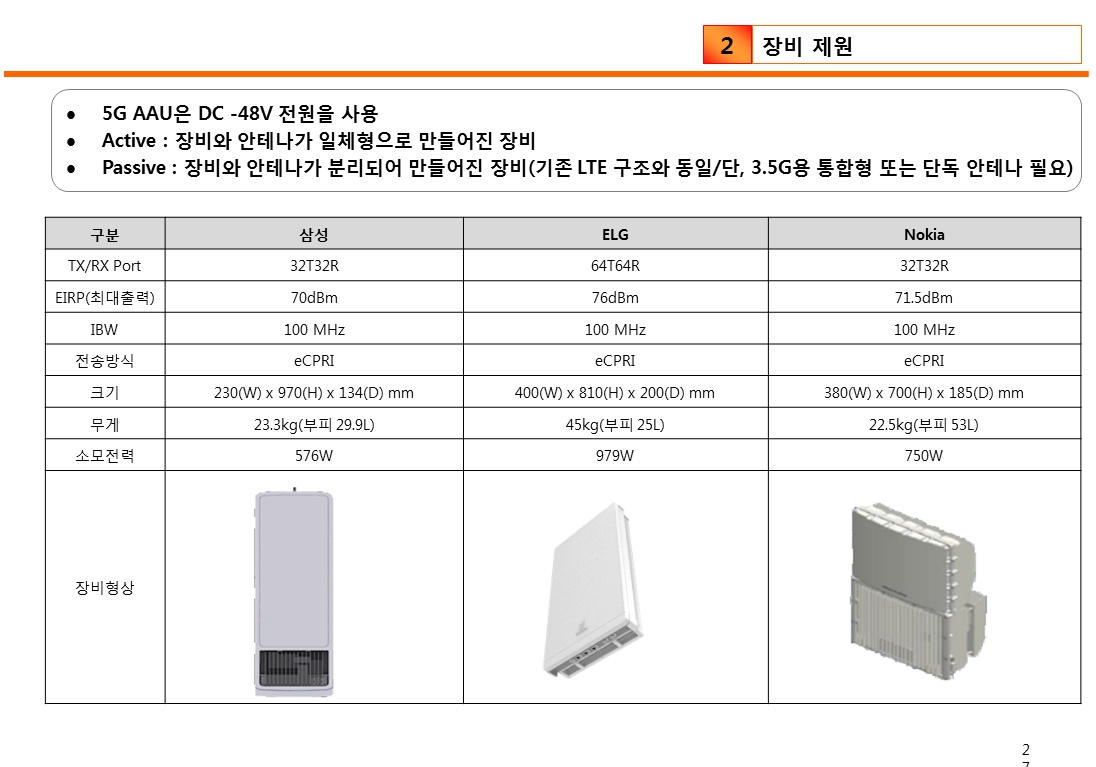 2 장비 제원
● 5G AAU은 DC -48V 전원을 사용
● Active : 장비와 안테나가 일체형으로 만들어진 장비
● Passive : 장비와 안테나가 분리되어 만들어진 장비(기존 LTE 구조와 동일/단, 3.5G용 통합형 또는 단독 안테나 필요)
구분 삼성 ELG Nokia
TX/RX Port 32T32R 64T64R 32T32R
EIRP(최대출력) 70dBm 76dBm 71.5dBm
IBW 100 MHz 100 MHz 100 MHz
전송방식 eCPRI eCPRI eCPRI
크기 230(W) x 970(H) x 134(D) mm 400(W) x 810(H) x 200(D) mm 380(W) x 700(H) x 185(D) mm
무게 23.3kg(부피 29.9L) 45kg(부피 25L) 22.5kg(부피 53L)
소모전력 576W 979W 750W
장비형상
2